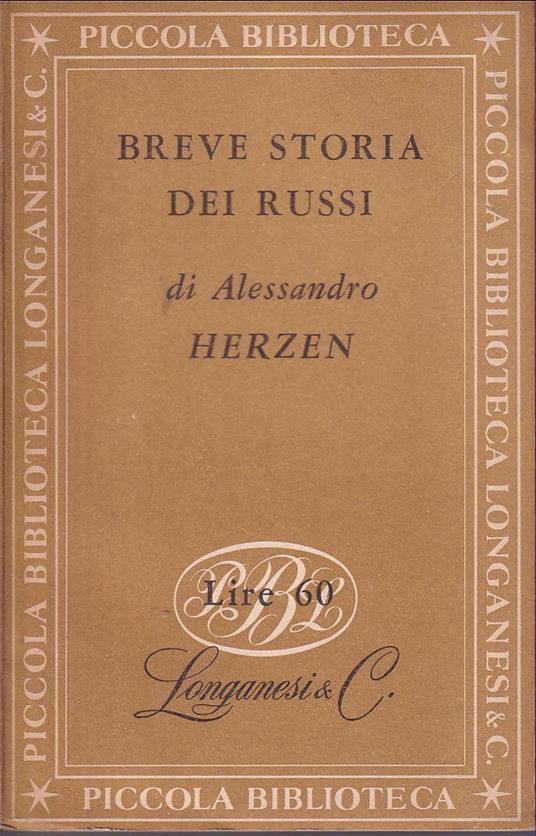 PICCOLA BIBLIOTECA
PICCOLA BIBLIOTECA LONGANESI & C.
PICCOLA BIBLIOTECA LONGANESI & C.
BREVE STORIA
DEI RUSSI
di Alessandro
HERZEN
PBL
Lire 60
Longanesi & C.
PICCOLA BIBLIOTECA